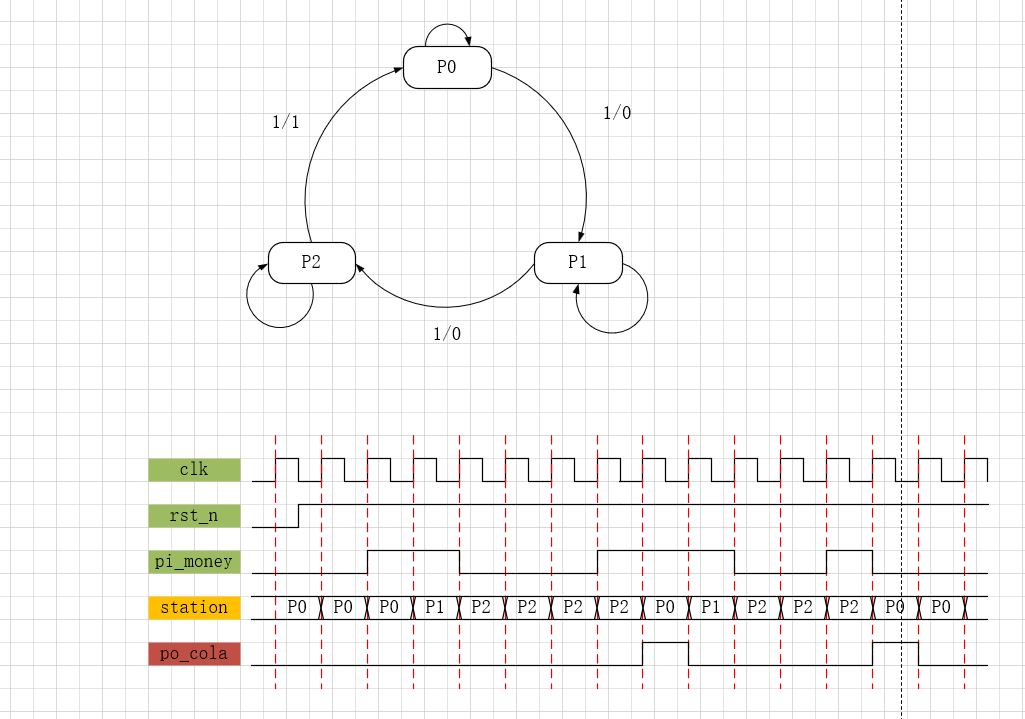 P0
1/1
1/0
P2
P1
1/0
clk
rst_n
pi_money
station P0 P0 P0 P1 P2 P2 P2 P2 P0 P1 P2 P2 P2 P0 P0
po_cola